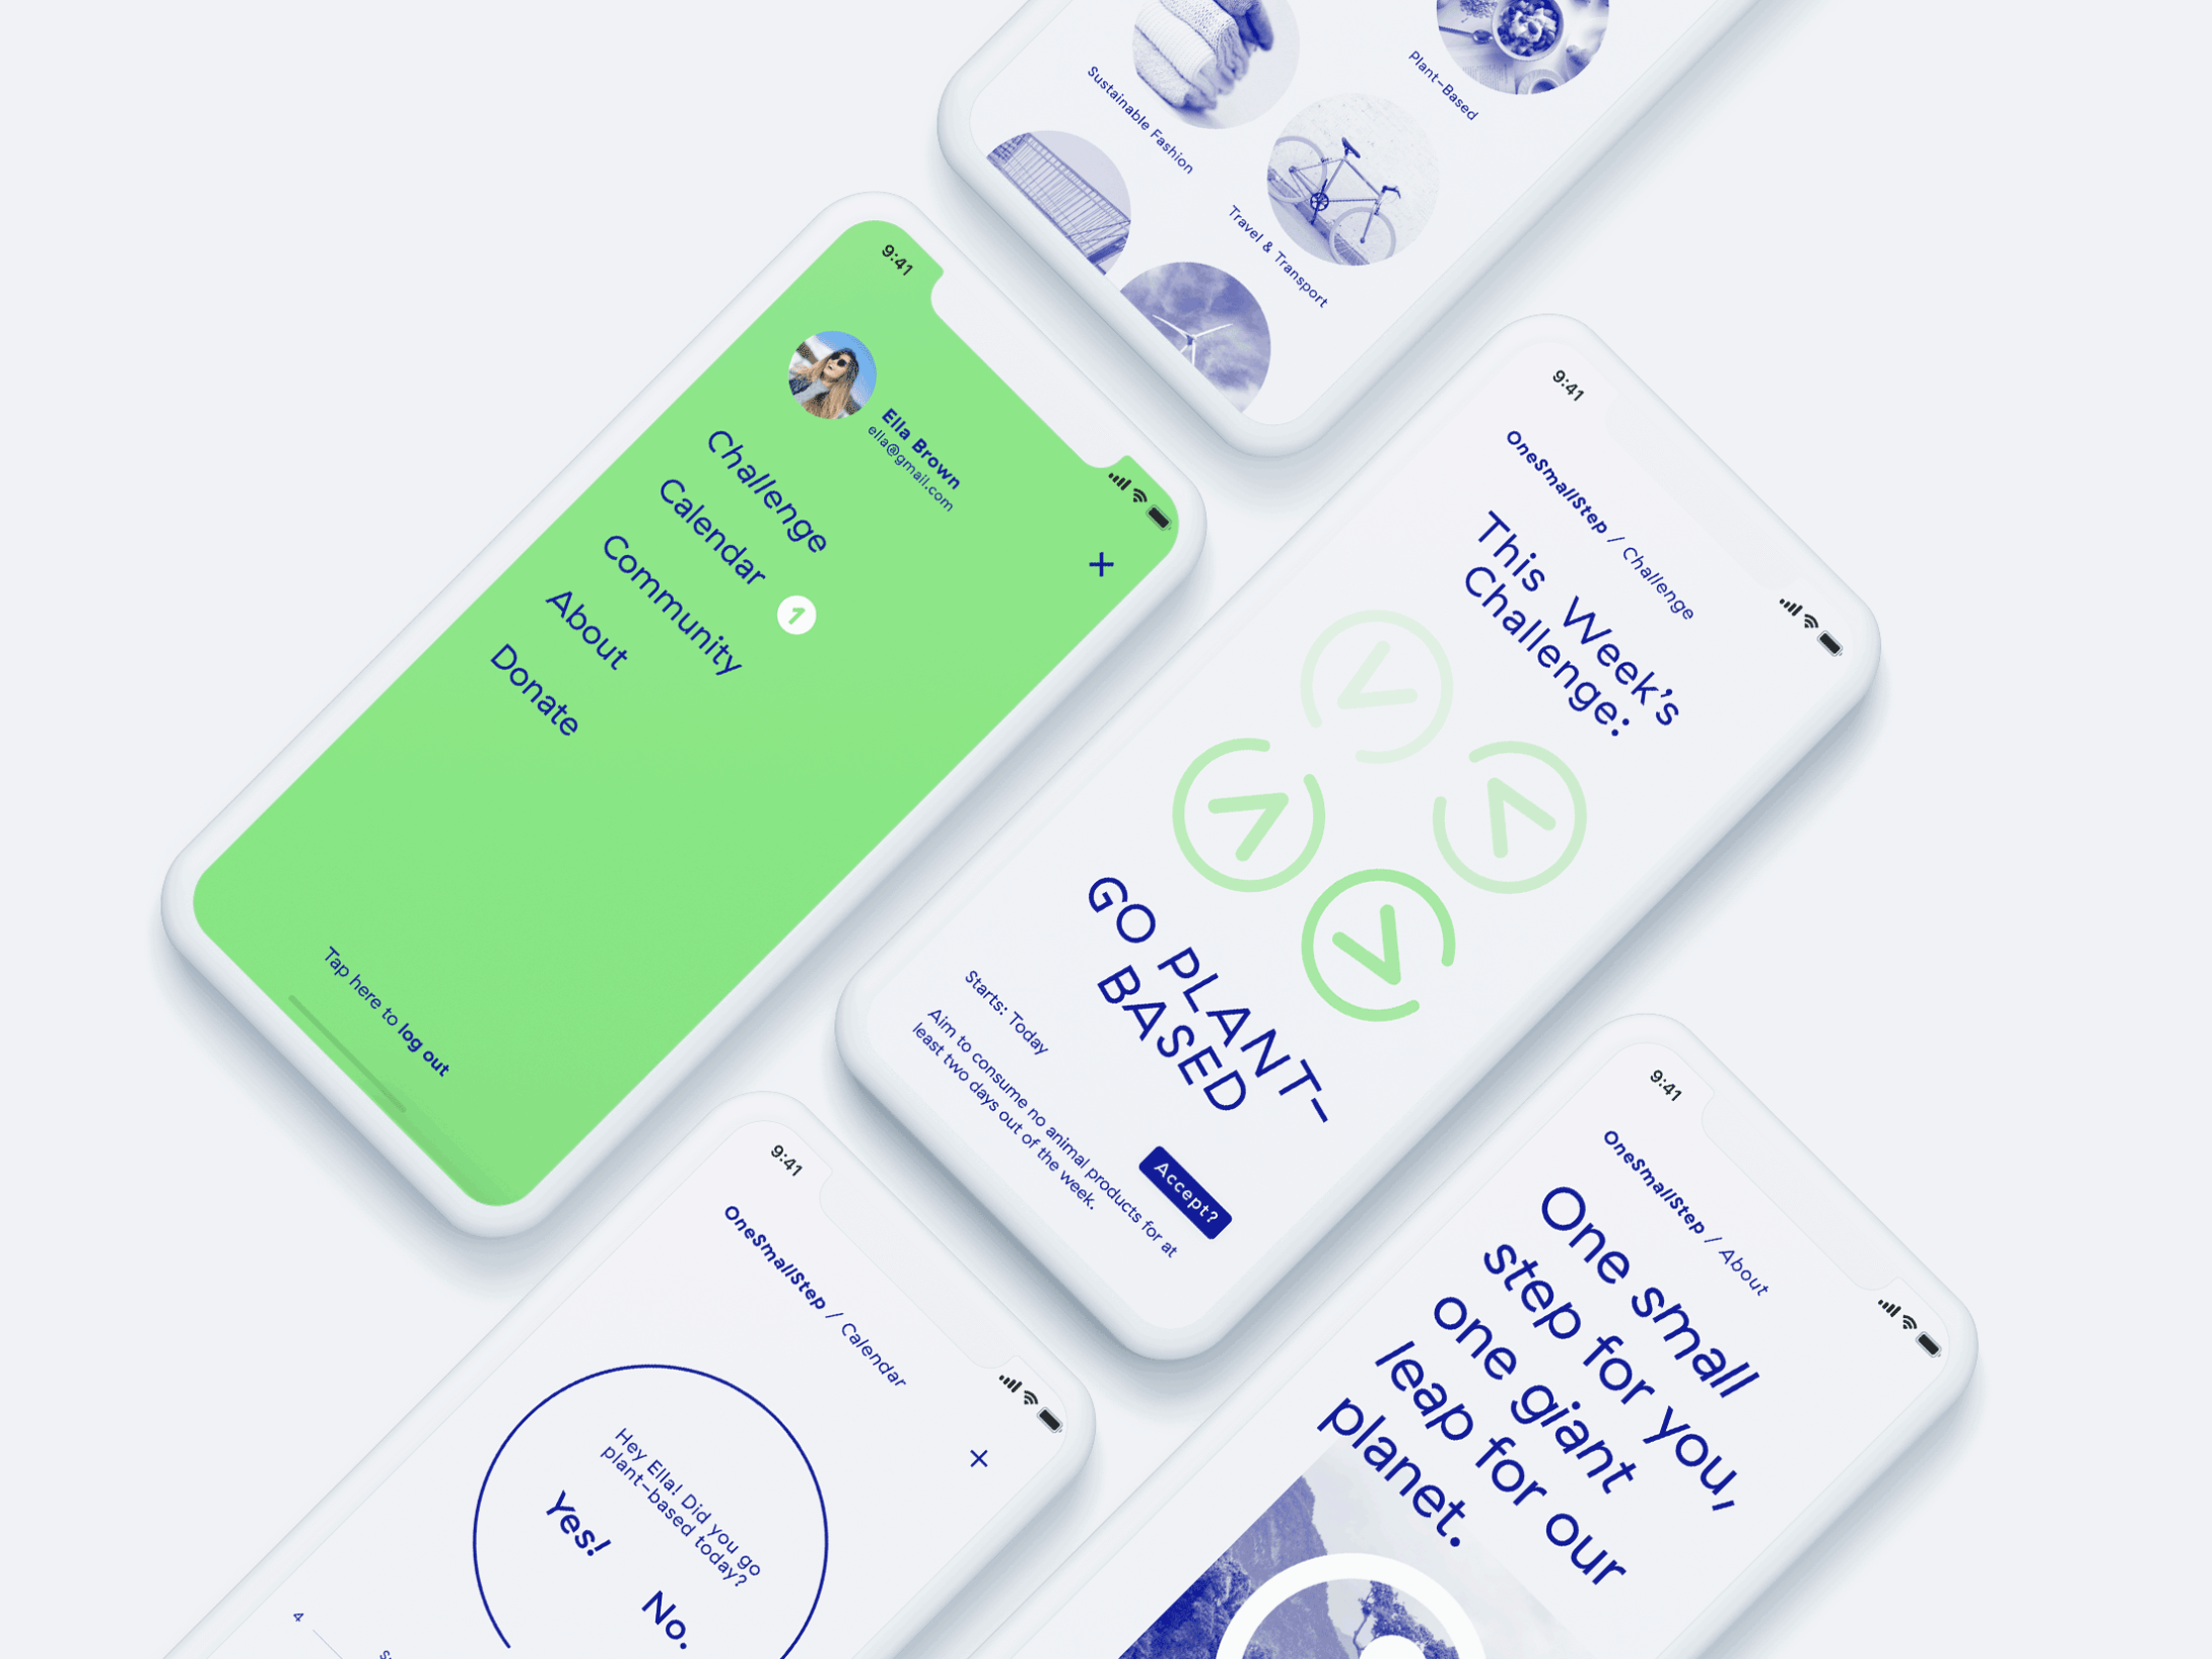 Sustainable Fashion
Plant-Based
Travel & Transport
9:41
Ella Brown
ella@gmail.com
Challenge
Calendar
1
Community
About
Donate
Tap here to log out
9:41
OneSmallStep / Challenge
This Week's
Challenge:
GO PLANT-
BASED
Starts: Today
Aim to consume no animal products for at
least two days out of the week.
Accept?
9:41
OneSmallStep / Calendar
Hey Ella! Did you go
plant-based today?
Yes!
No.
4
9:41
OneSmallStep / About
One small
step for you,
one giant
leap for our
planet.